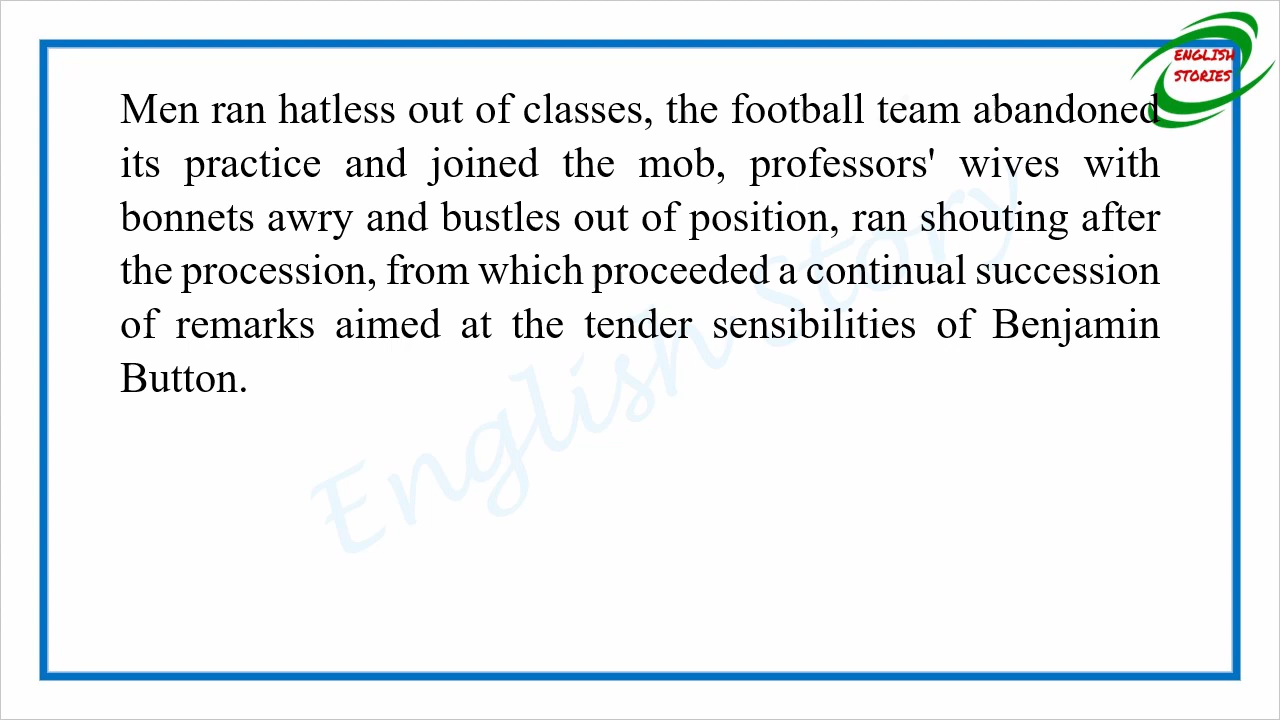 ENGLISH
STORIES
Men ran hatless out of classes, the football team abandoned
its practice and joined the mob, professors' wives with
bonnets awry and bustles out of position, ran shouting after
the procession, from which proceeded a continual succession
of remarks aimed at the tender sensibilities of Benjamin
Button.
English Story